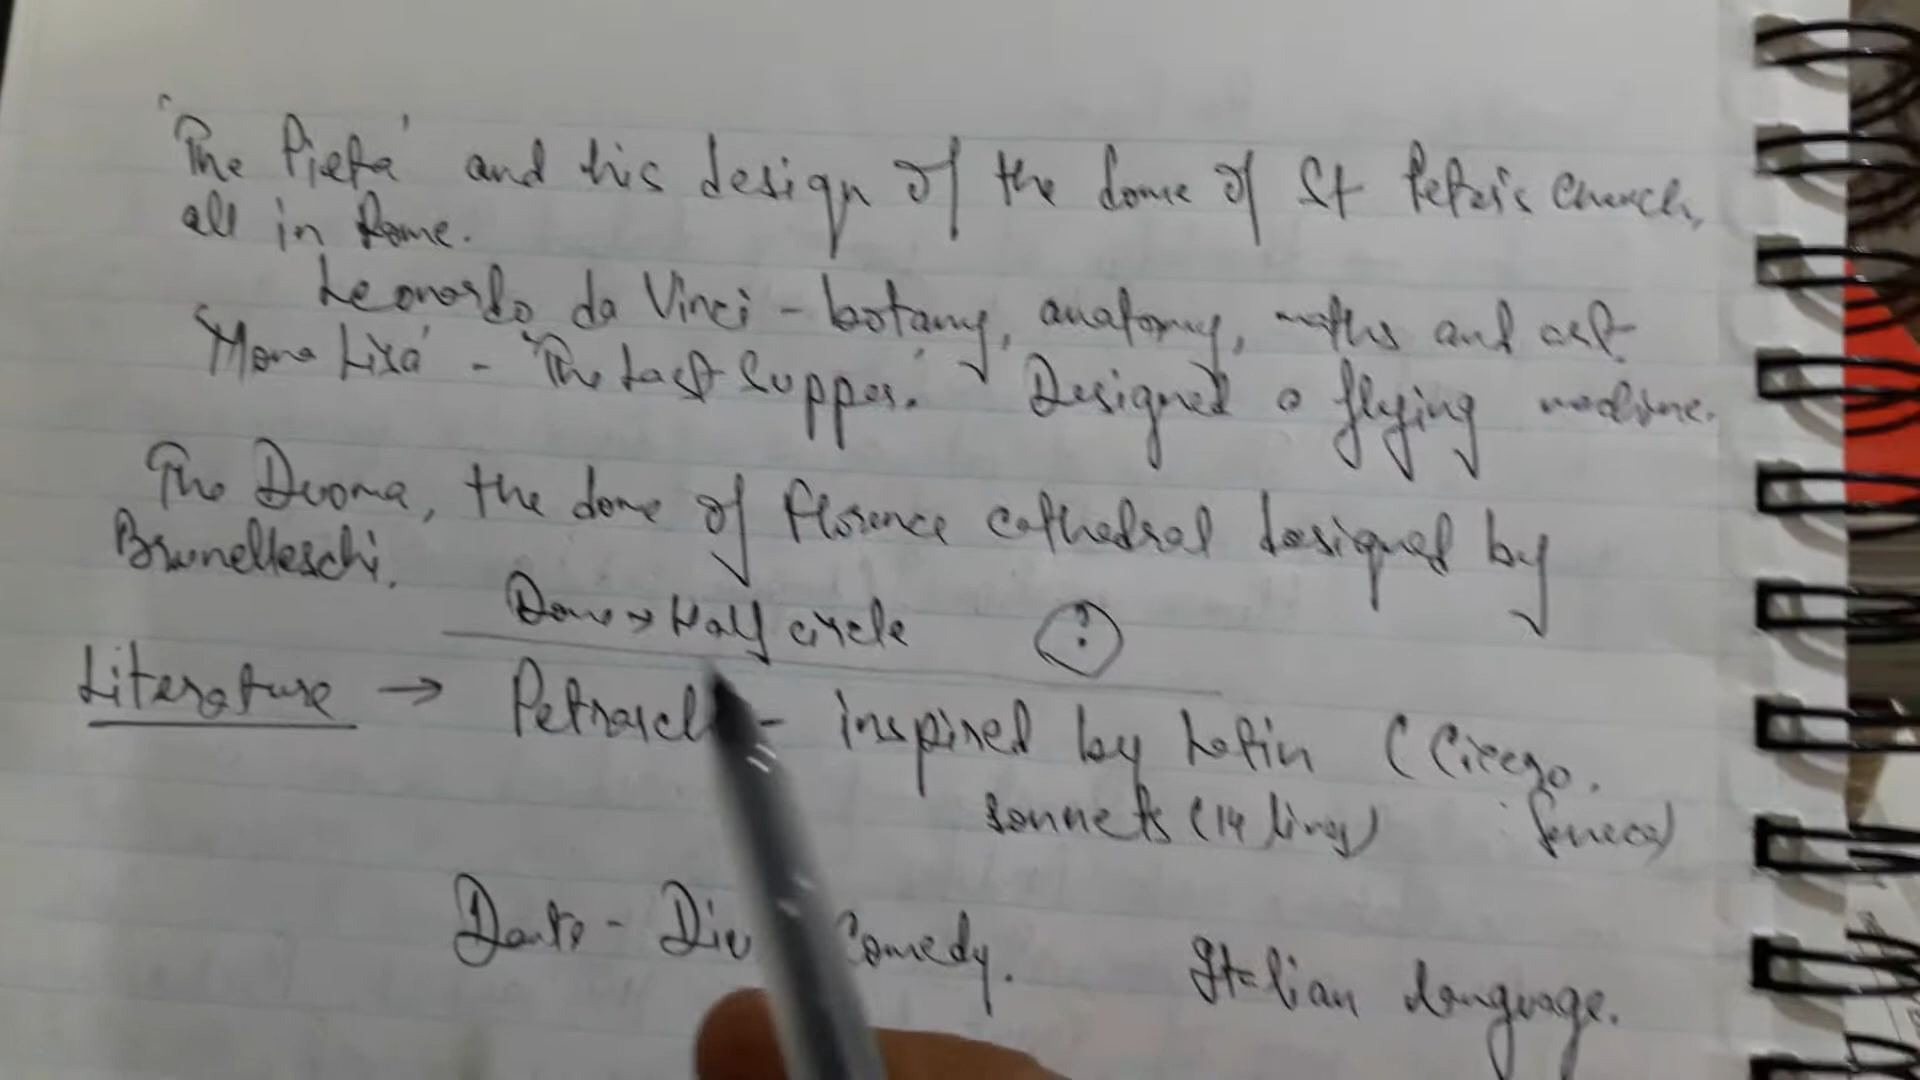 'The Pieta' and his design of the dome of St Peter's Church,
all in Rome.
Leonardo da Vinci - botany, anatomy, maths and art.
'Mona Lisa' - 'The Last Supper.' Designed a flying machine.
The Duoma, the dome of Florence cathedral designed by
Brunelleschi.
Dome → Half circle
Literature → Petrarch - inspired by Latin (Cicero.
sonnets (14 lines) Seneca)
Dante - Div Comedy. Italian language.